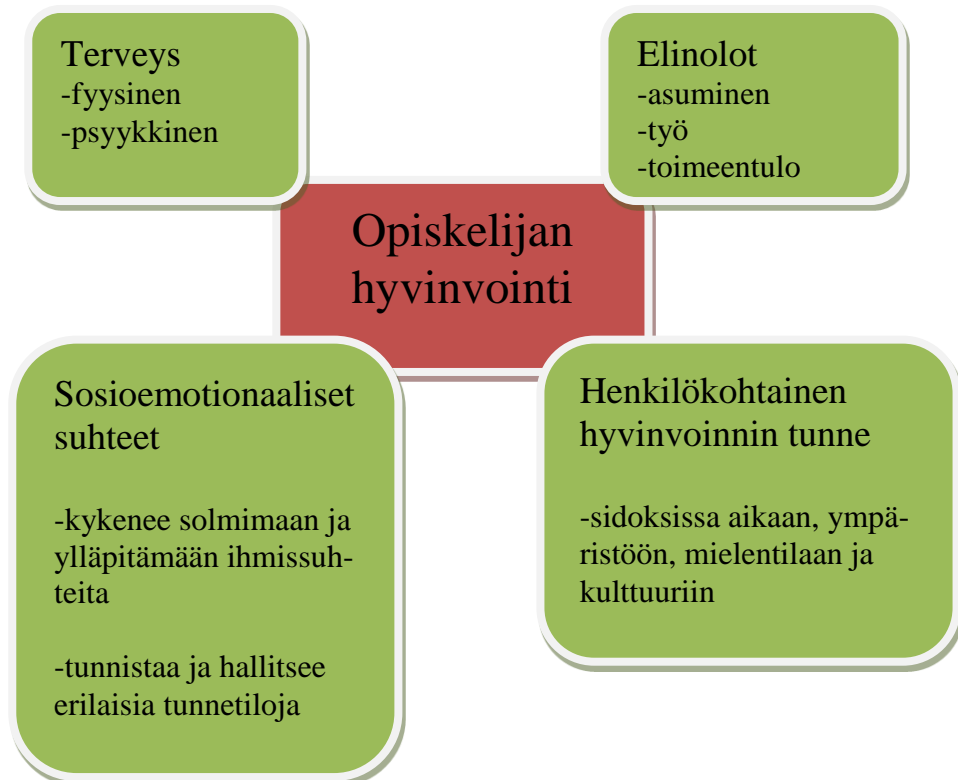 Terveys
-fyysinen
-psyykkinen
Elinolot
-asuminen
-työ
-toimeentulo
Opiskelijan
hyvinvointi
Sosioemotionaaliset
suhteet
-kykenee solmimaan ja
ylläpitämään ihmissuh-
teita
-tunnistaa ja hallitsee
erilaisia tunnetiloja
Henkilökohtainen
hyvinvoinnin tunne
-sidoksissa aikaan, ympä-
ristöön, mielentilaan ja
kulttuuriin